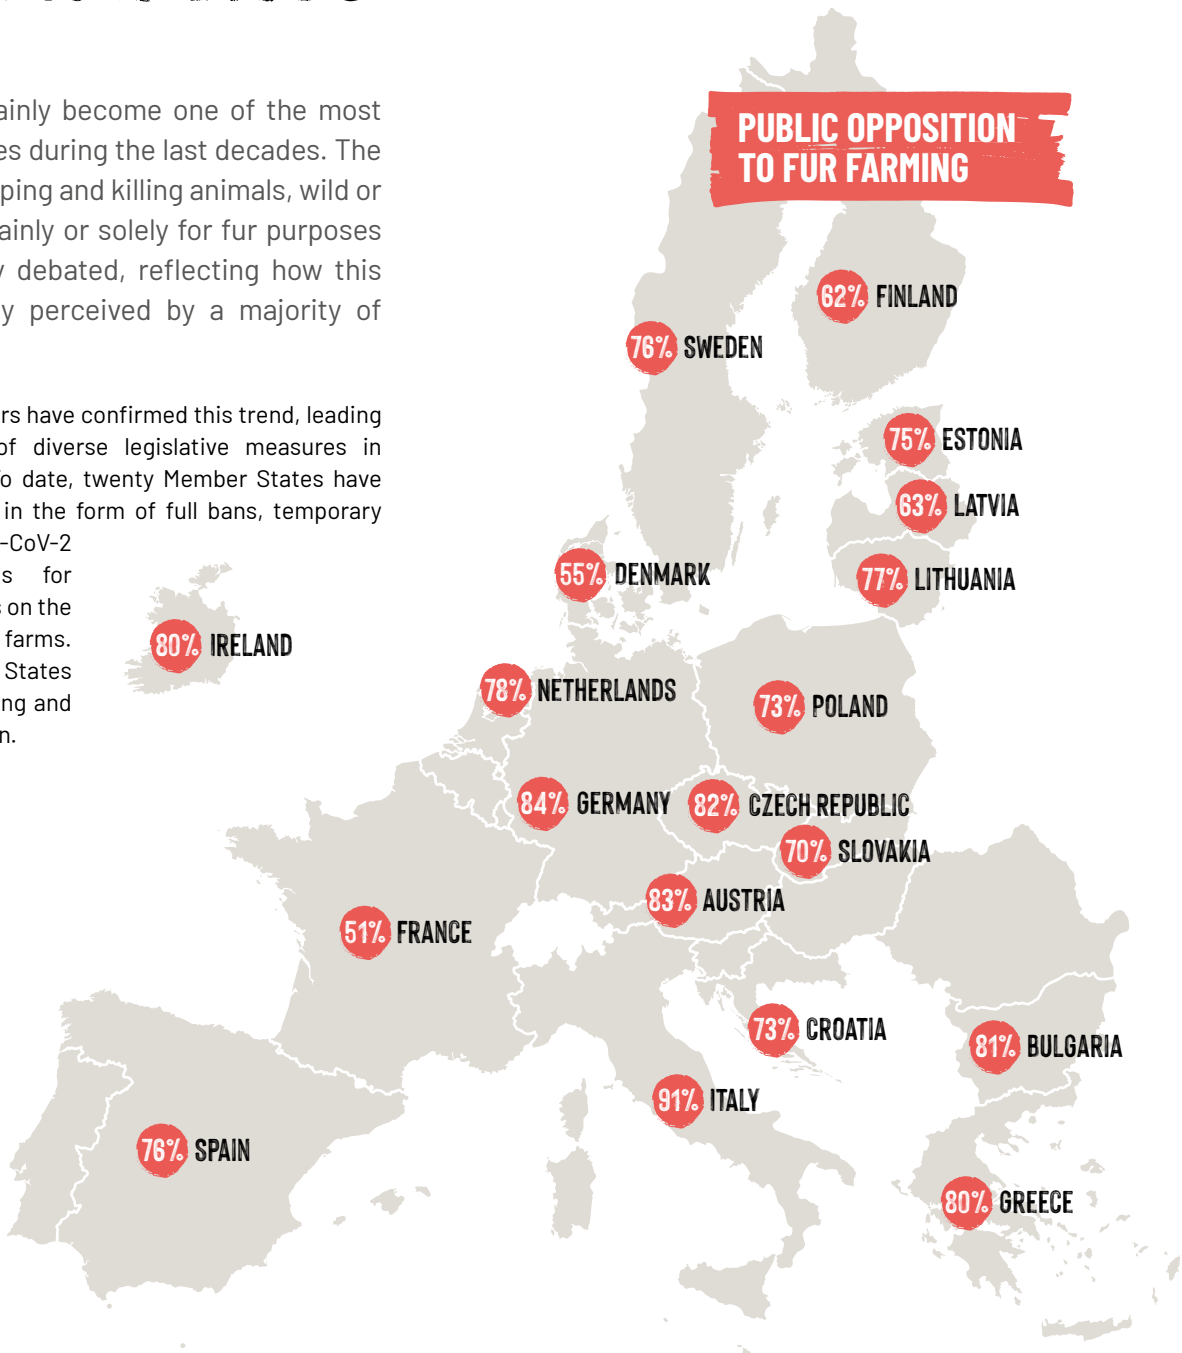 ainly become one of the most
es during the last decades. The
ping and killing animals, wild or
ainly or solely for fur purposes
debated, reflecting how this
y perceived by a majority of
rs have confirmed this trend, leading
of diverse legislative measures in
o date, twenty Member States have
in the form of full bans, temporary
-CoV-2
s for
s on the
farms.
States
ng and
n.
PUBLIC OPPOSITION
TO FUR FARMING
62% FINLAND
76% SWEDEN
75% ESTONIA
63% LATVIA
55% DENMARK
77% LITHUANIA
80% IRELAND
78% NETHERLANDS
73% POLAND
84% GERMANY
82% CZECH REPUBLIC
70% SLOVAKIA
83% AUSTRIA
51% FRANCE
73% CROATIA
81% BULGARIA
91% ITALY
76% SPAIN
80% GREECE